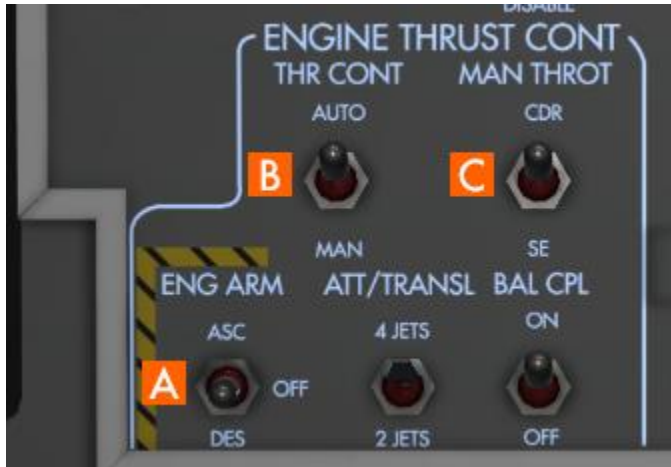 DISABLE
ENGINE THRUST CONT
THR CONT MAN THROT
AUTO CDR
B C
MAN SE
ENG ARM ATT/TRANSL BAL CPL
ASC 4 JETS ON
A OFF
DES 2 JETS OFF